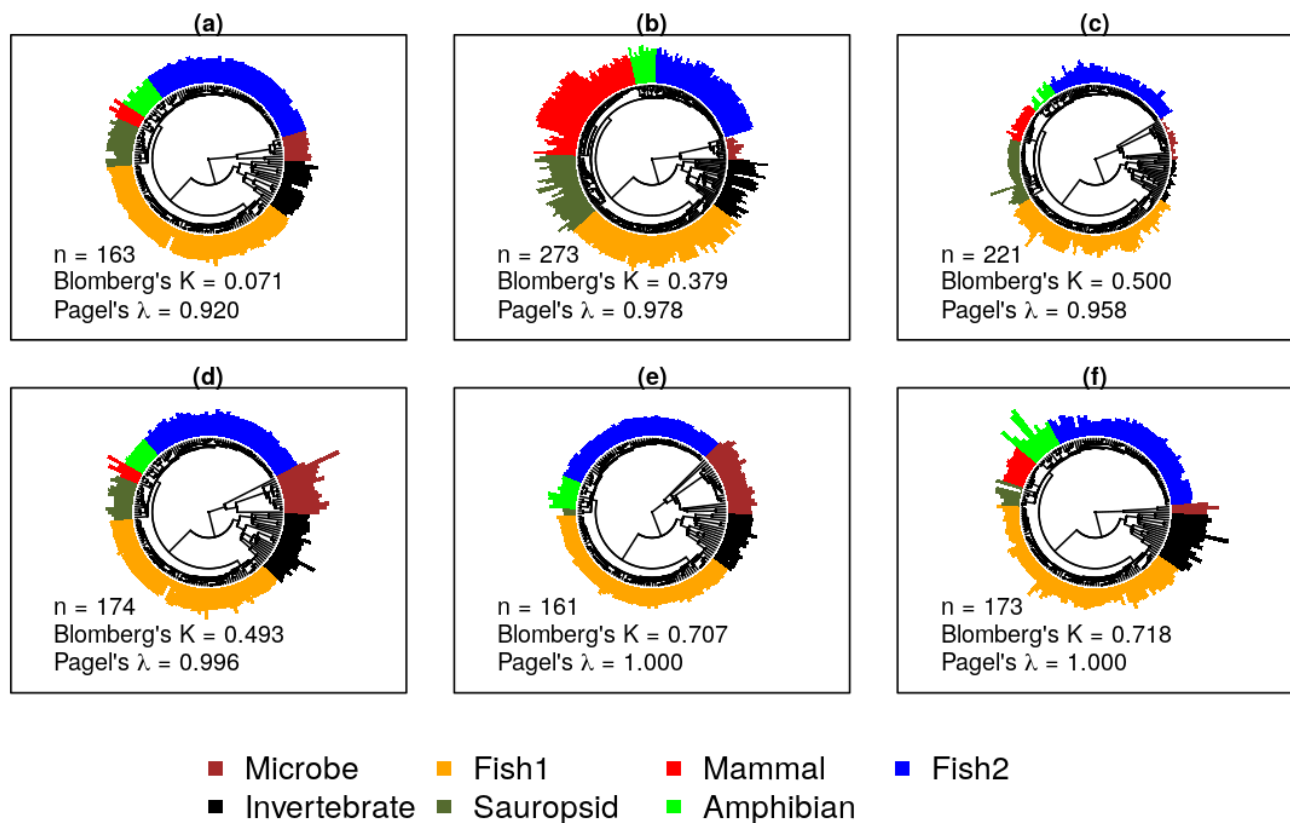 (a)
n = 163
Blomberg's K = 0.071
Pagel's λ = 0.920
(b)
n = 273
Blomberg's K = 0.379
Pagel's λ = 0.978
(c)
n = 221
Blomberg's K = 0.500
Pagel's λ = 0.958
(d)
n = 174
Blomberg's K = 0.493
Pagel's λ = 0.996
(e)
n = 161
Blomberg's K = 0.707
Pagel's λ = 1.000
(f)
n = 173
Blomberg's K = 0.718
Pagel's λ = 1.000
Microbe
Fish1
Mammal
Fish2
Invertebrate
Sauropsid
Amphibian